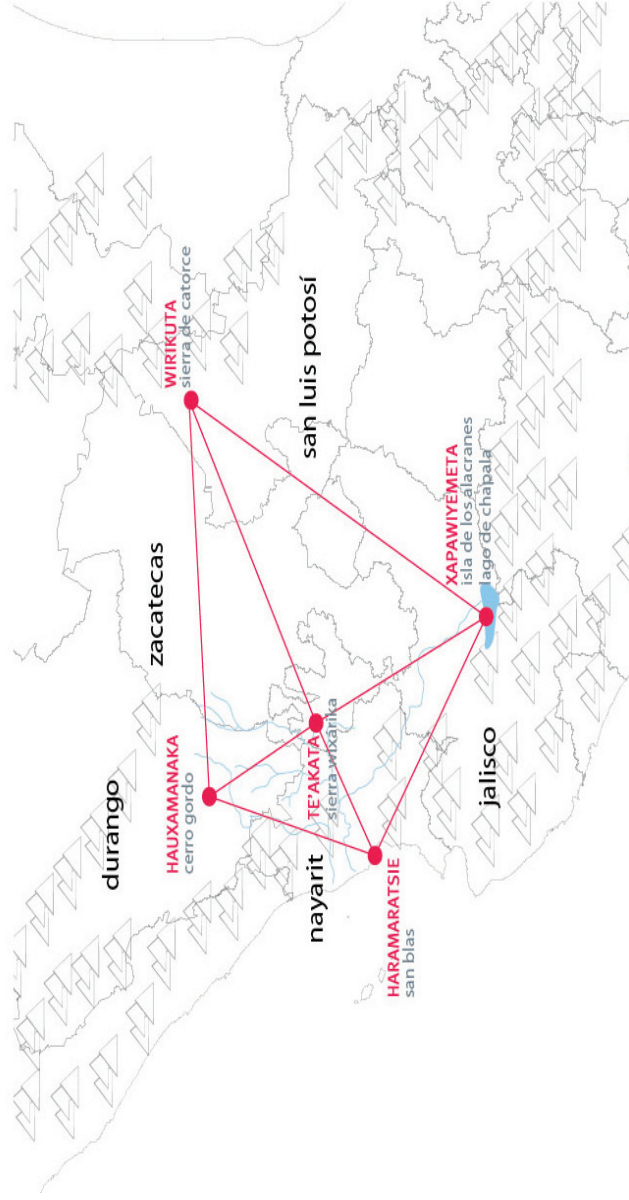 durango
zacatecas
HAUXAMANAKA
cerro gordo
WIRIKUTA
sierra de catorce
nayarit
TE'AKATA
sierra wixárika
san luis potosí
HARAMARATSIE
san blas
jalisco
XAPAWIYEMETA
isla de los alacranes
lago de chapala